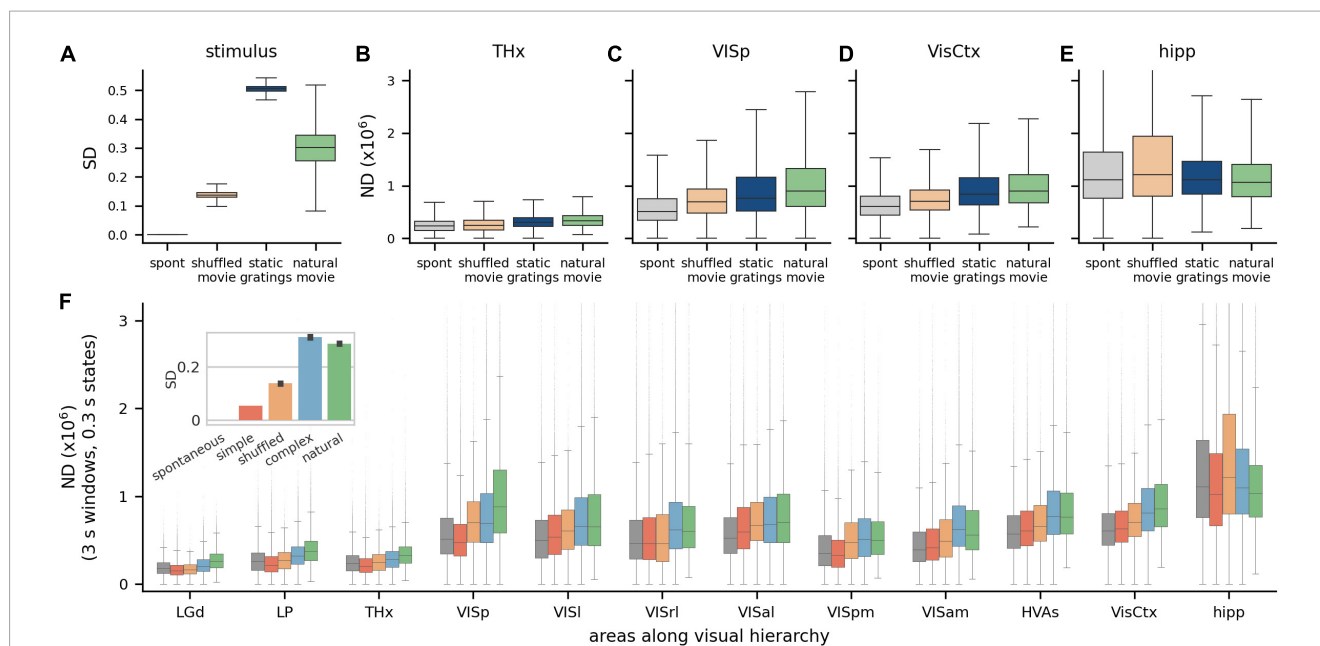 A
stimulus
SD
0.5
0.4
0.3
0.2
0.1
0.0
spont shuffled static natural
movie gratings movie
B
THx
ND (x10⁶)
3
2
1
0
spont shuffled static natural
movie gratings movie
C
VISp
spont shuffled static natural
movie gratings movie
D
VisCtx
spont shuffled static natural
movie gratings movie
E
hipp
spont shuffled static natural
movie gratings movie
F
ND (x10⁶)
(3 s windows, 0.3 s states)
3
2
1
0
SD
0.2
0
spontaneous
simple
shuffled
complex
natural
LGd LP THx VISp VISl VISrl VISal VISpm VISam HVAs VisCtx hipp
areas along visual hierarchy